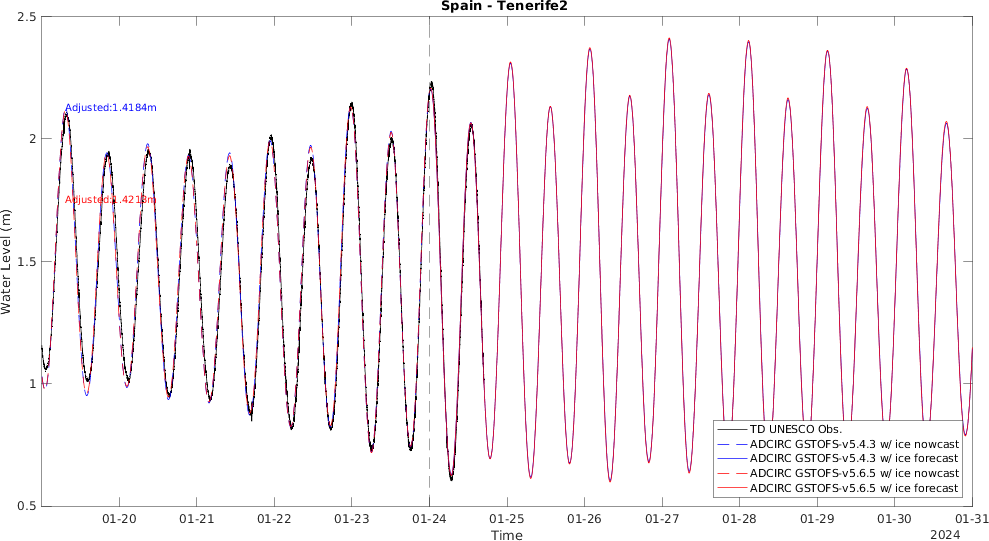 Spain - Tenerife2
2.5
2
1.5
1
0.5
Water Level (m)
Adjusted:1.4184m
Adjusted:1.4213m
TD UNESCO Obs.
ADCIRC GSTOFS-v5.4.3 w/ ice nowcast
ADCIRC GSTOFS-v5.4.3 w/ ice forecast
ADCIRC GSTOFS-v5.6.5 w/ ice nowcast
ADCIRC GSTOFS-v5.6.5 w/ ice forecast
01-20 01-21 01-22 01-23 01-24 01-25 01-26 01-27 01-28 01-29 01-30 01-31
Time
2024